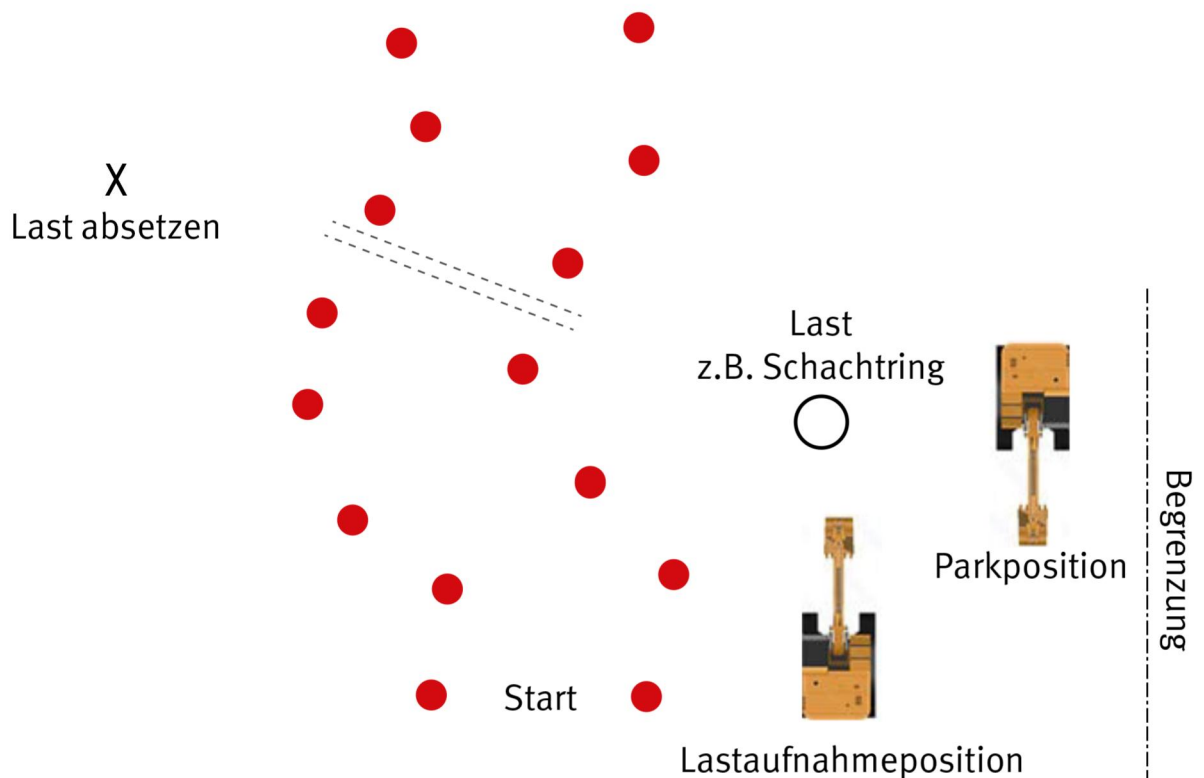 X
Last absetzen
Last
z.B. Schachtring
Parkposition
Begrenzung
Start
Lastaufnahmeposition